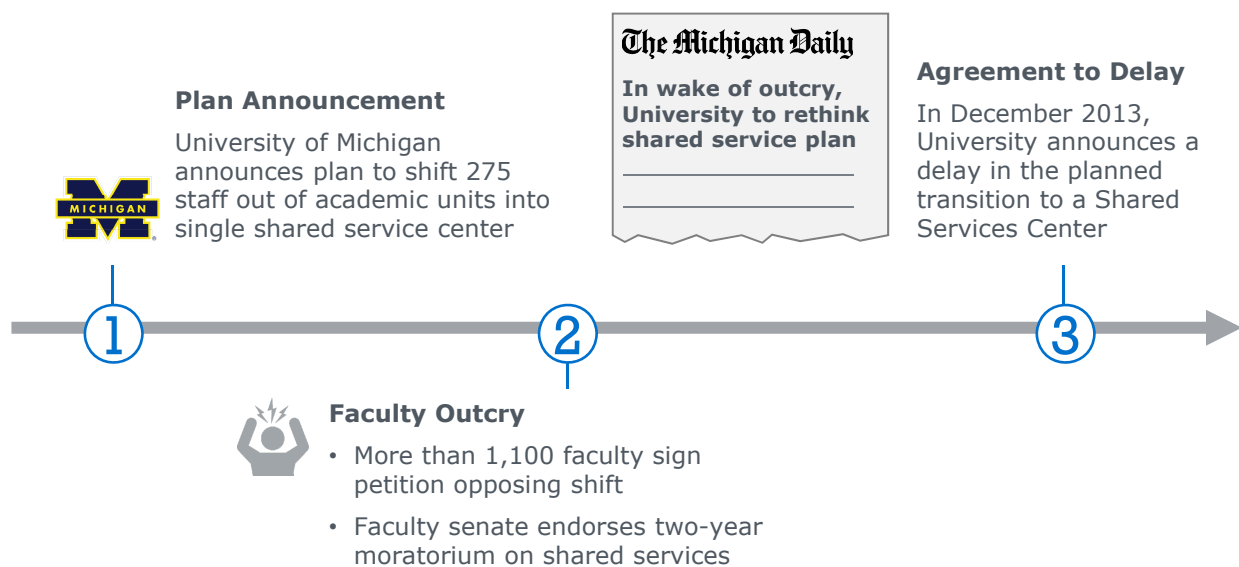 Plan Announcement
University of Michigan
announces plan to shift 275
staff out of academic units into
single shared service center
MICHIGAN
®
The Michigan Daily
In wake of outcry,
University to rethink
shared service plan
Agreement to Delay
In December 2013,
University announces a
delay in the planned
transition to a Shared
Services Center
1
2
3
Faculty Outcry
• More than 1,100 faculty sign
petition opposing shift
• Faculty senate endorses two-year
moratorium on shared services